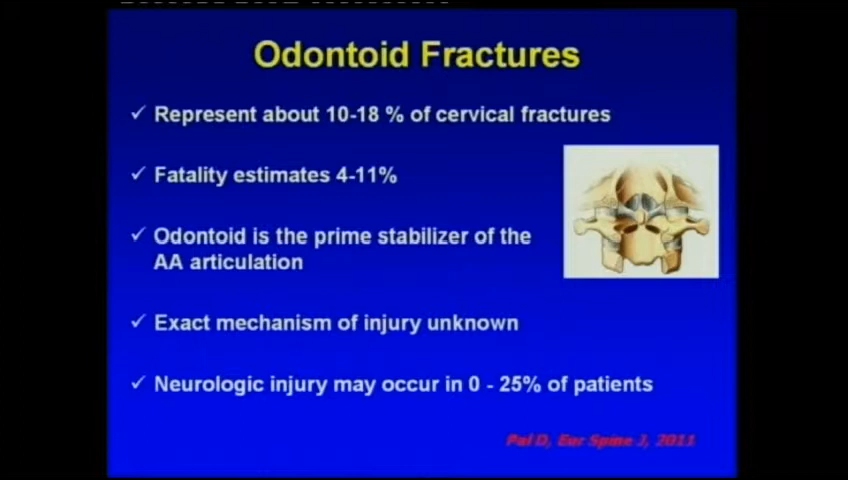 Odontoid Fractures
✓ Represent about 10-18 % of cervical fractures
✓ Fatality estimates 4-11%
✓ Odontoid is the prime stabilizer of the
AA articulation
✓ Exact mechanism of injury unknown
✓ Neurologic injury may occur in 0 - 25% of patients
Pal D, Eur Spine J, 2011